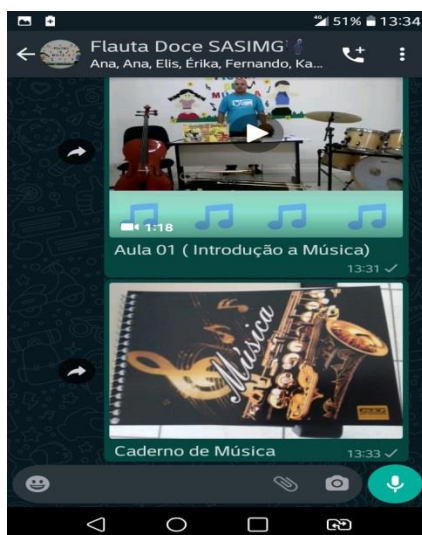 51% 13:34
Flauta Doce SASIMG
Ana, Ana, Elis, Érika, Fernando, Ka...
1:18
Aula 01 ( Introdução a Música)
13:31
Música
Caderno de Música
13:33